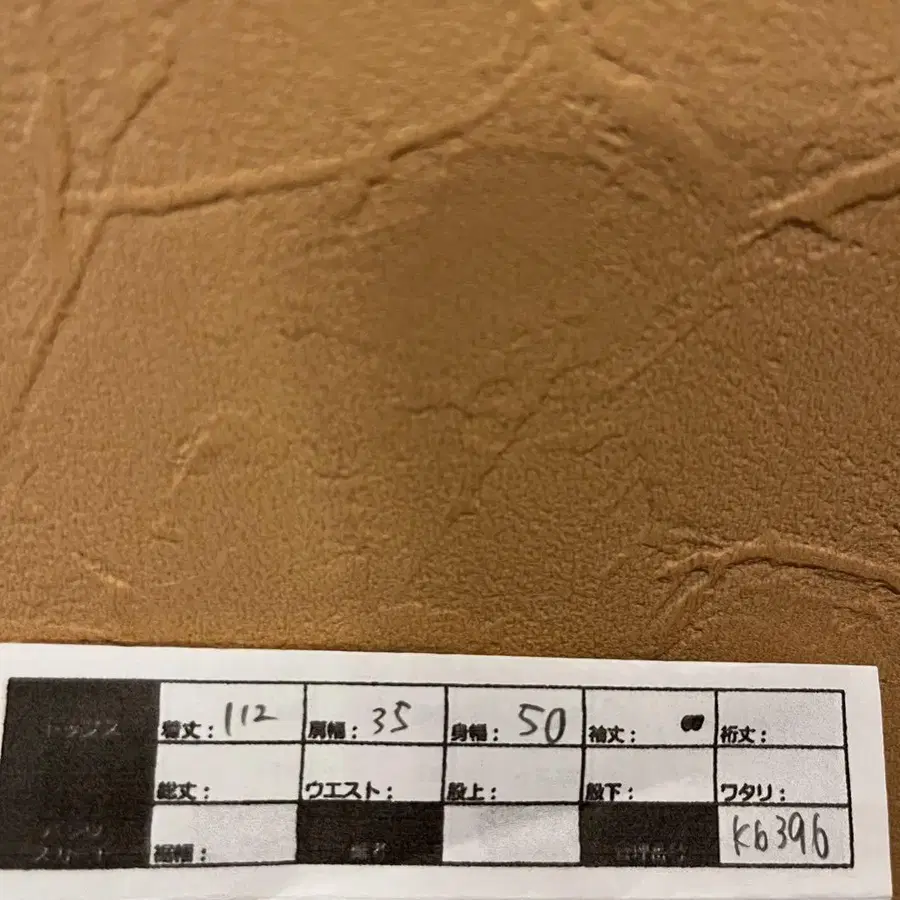 トップス 着丈：112 肩幅：35 身幅：50 袖丈： 裄丈：
総丈： ウエスト： 股上： 股下： ワタリ：
パンツ
スカート 裾幅： 備考 管理番号 K6396